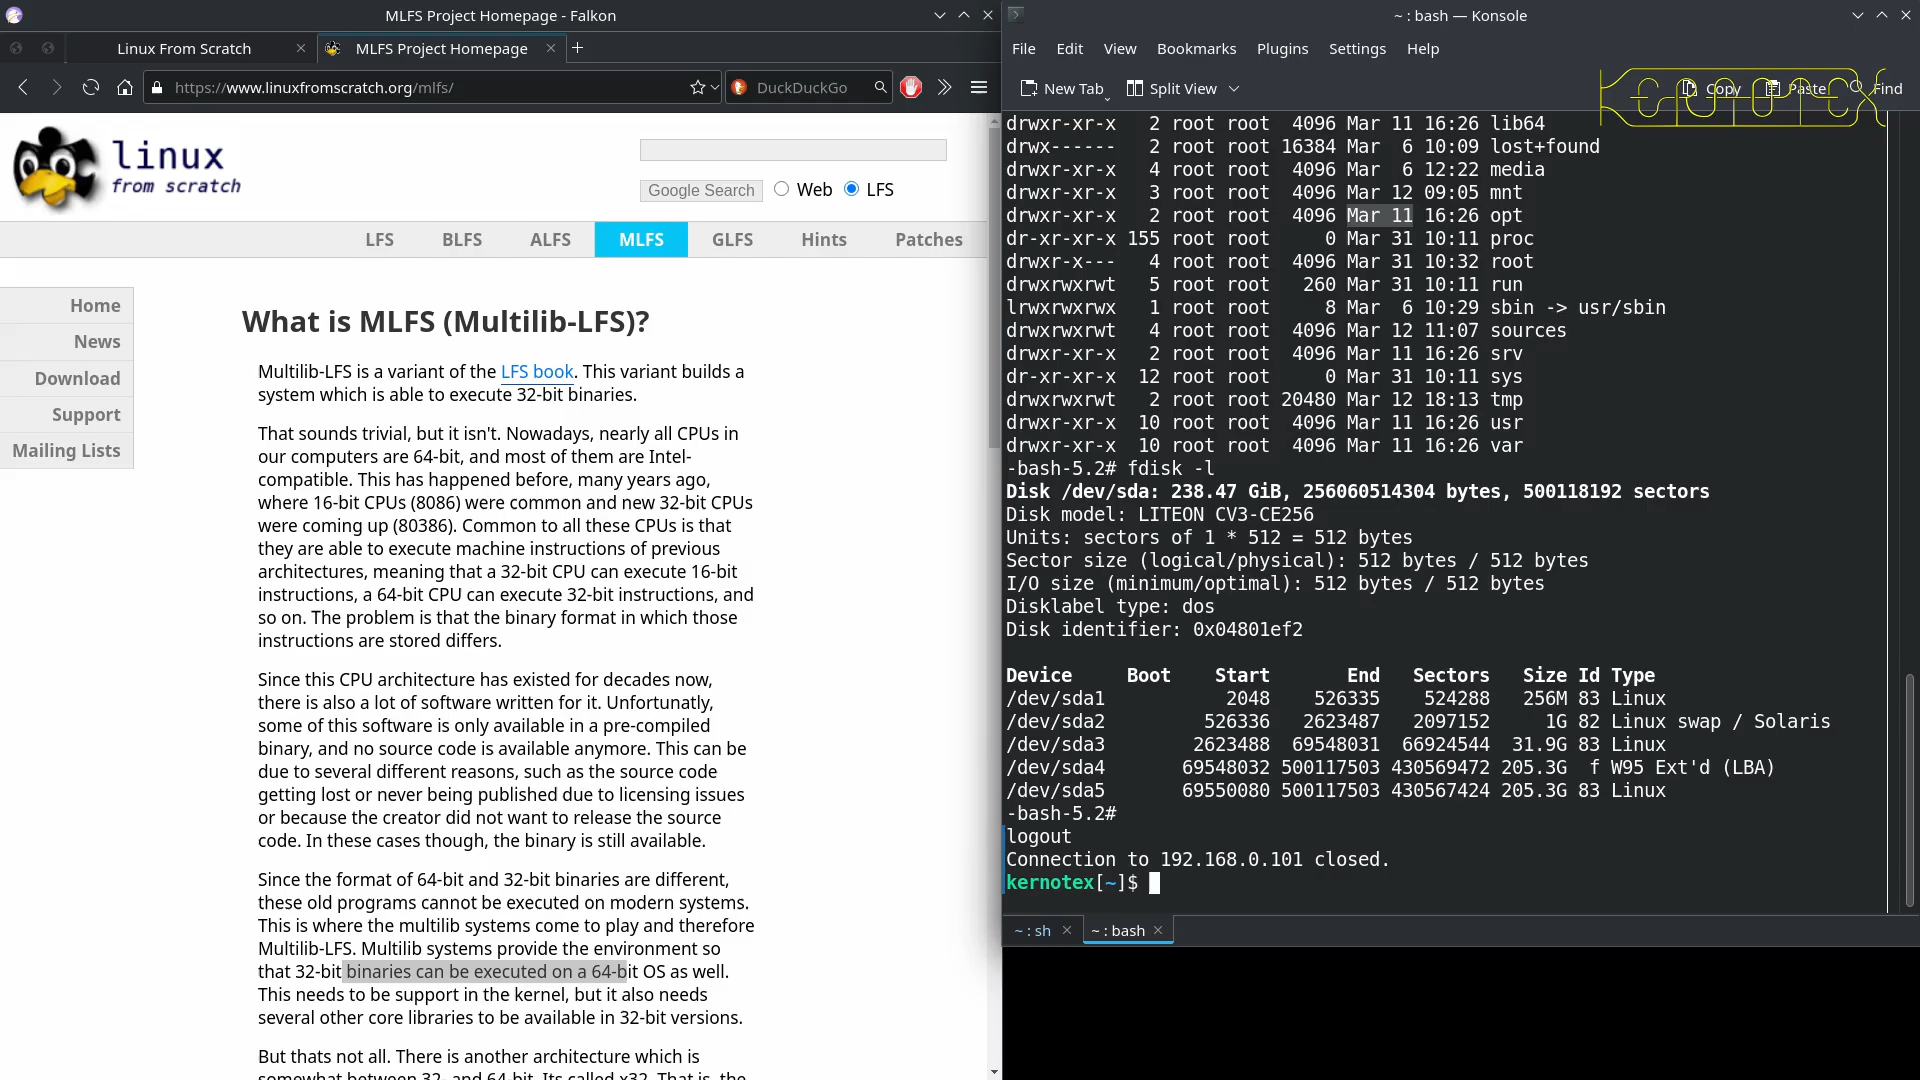 MLFS Project Homepage - Falkon
Linux From Scratch
MLFS Project Homepage
https://www.linuxfromscratch.org/mlfs/
DuckDuckGo
linux
from scratch
Google Search
Web
LFS
LFS
BLFS
ALFS
MLFS
GLFS
Hints
Patches
Home
News
Download
Support
Mailing Lists
What is MLFS (Multilib-LFS)?
Multilib-LFS is a variant of the LFS book. This variant builds a
system which is able to execute 32-bit binaries.
That sounds trivial, but it isn't. Nowadays, nearly all CPUs in
our computers are 64-bit, and most of them are Intel-
compatible. This has happened before, many years ago,
where 16-bit CPUs (8086) were common and new 32-bit CPUs
were coming up (80386). Common to all these CPUs is that
they are able to execute machine instructions of previous
architectures, meaning that a 32-bit CPU can execute 16-bit
instructions, a 64-bit CPU can execute 32-bit instructions, and
so on. The problem is that the binary format in which those
instructions are stored differs.
Since this CPU architecture has existed for decades now,
there is also a lot of software written for it. Unfortunatly,
some of this software is only available in a pre-compiled
binary, and no source code is available anymore. This can be
due to several different reasons, such as the source code
getting lost or never being published due to licensing issues
or because the creator did not want to release the source
code. In these cases though, the binary is still available.
Since the format of 64-bit and 32-bit binaries are different,
these old programs cannot be executed on modern systems.
This is where the multilib systems come to play and therefore
Multilib-LFS. Multilib systems provide the environment so
that 32-bit binaries can be executed on a 64-bit OS as well.
This needs to be support in the kernel, but it also needs
several other core libraries to be available in 32-bit versions.
But thats not all. There is another architecture which is
somewhat between 32- and 64-bit. Its called x32. That is, the
~ : bash — Konsole
File Edit View Bookmarks Plugins Settings Help
New Tab Split View Copy Paste Find
KERNOTEX
drwxr-xr-x   2 root root  4096 Mar 11 16:26 lib64
drwx------   2 root root 16384 Mar  6 10:09 lost+found
drwxr-xr-x   4 root root  4096 Mar  6 12:22 media
drwxr-xr-x   3 root root  4096 Mar 12 09:05 mnt
drwxr-xr-x   2 root root  4096 Mar 11 16:26 opt
dr-xr-xr-x 155 root root     0 Mar 31 10:11 proc
drwxr-x---   4 root root  4096 Mar 31 10:32 root
drwxrwxrwt   5 root root   260 Mar 31 10:11 run
lrwxrwxrwx   1 root root     8 Mar  6 10:29 sbin -> usr/sbin
drwxrwxrwt   4 root root  4096 Mar 12 11:07 sources
drwxr-xr-x   2 root root  4096 Mar 11 16:26 srv
dr-xr-xr-x  12 root root     0 Mar 31 10:11 sys
drwxrwxrwt   2 root root 20480 Mar 12 18:13 tmp
drwxr-xr-x  10 root root  4096 Mar 11 16:26 usr
drwxr-xr-x  10 root root  4096 Mar 11 16:26 var
-bash-5.2# fdisk -l
Disk /dev/sda: 238.47 GiB, 256060514304 bytes, 500118192 sectors
Disk model: LITEON CV3-CE256
Units: sectors of 1 * 512 = 512 bytes
Sector size (logical/physical): 512 bytes / 512 bytes
I/O size (minimum/optimal): 512 bytes / 512 bytes
Disklabel type: dos
Disk identifier: 0x04801ef2
Device     Boot    Start       End   Sectors   Size Id Type
/dev/sda1           2048    526335    524288   256M 83 Linux
/dev/sda2         526336   2623487   2097152     1G 82 Linux swap / Solaris
/dev/sda3        2623488  69548031  66924544  31.9G 83 Linux
/dev/sda4       69548032 500117503 430569472 205.3G  f W95 Ext'd (LBA)
/dev/sda5       69550080 500117503 430567424 205.3G 83 Linux
-bash-5.2#
logout
Connection to 192.168.0.101 closed.
kernotex[~]$
~ : sh
~ : bash